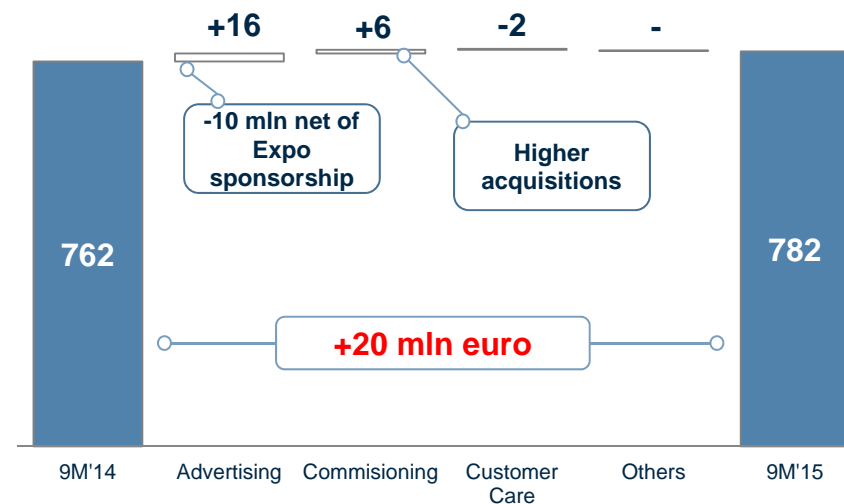 +16
+6
-2
-
-10 mln net of
Expo
sponsorship
Higher
acquisitions
762
782
+20 mln euro
9M'14
Advertising
Commisioning
Customer
Care
Others
9M'15